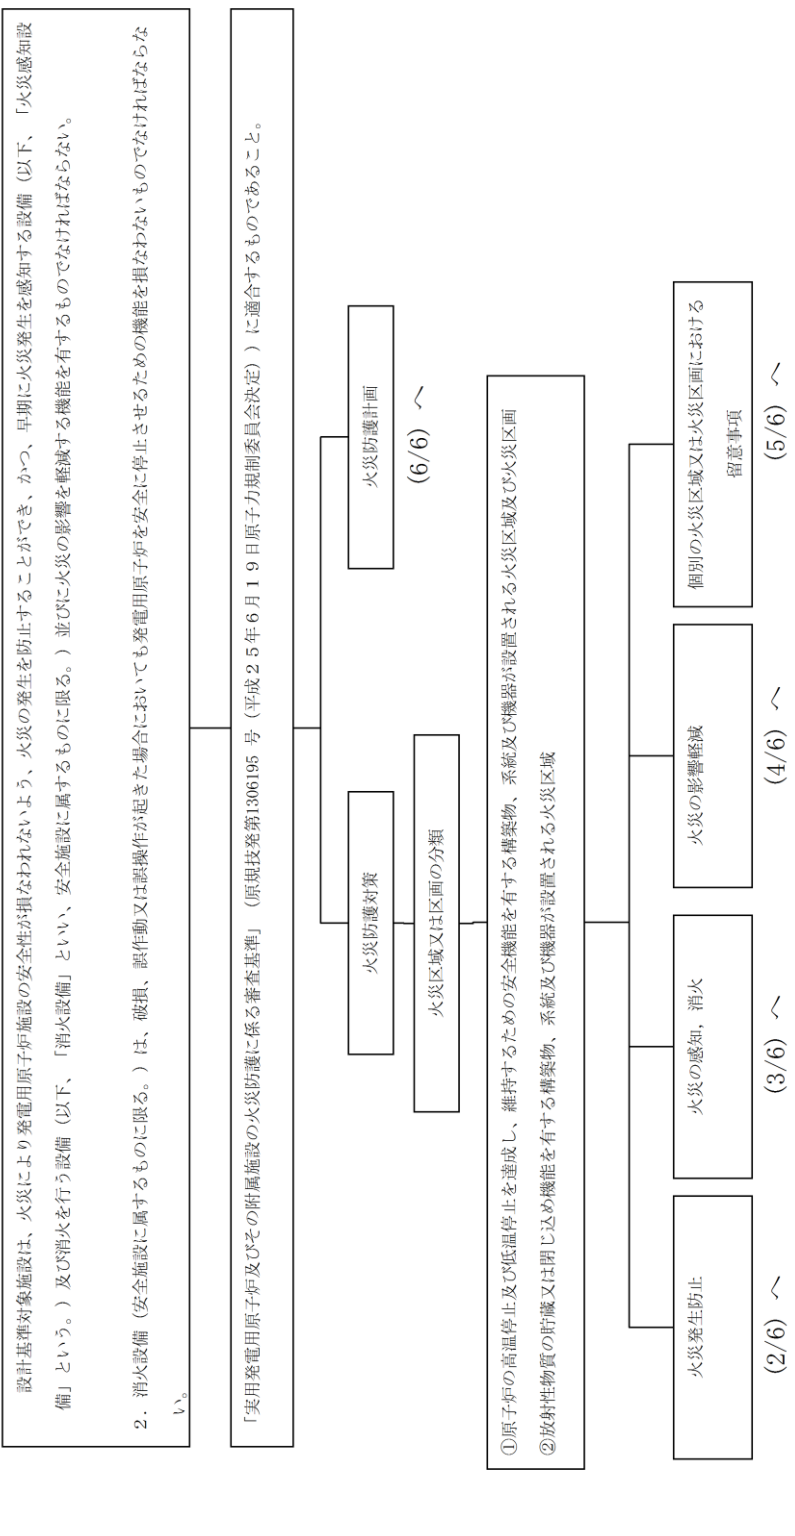 設計基準対象施設は、火災により発電用原子炉施設の安全性が損なわれないよう、火災の発生を防止することができ、かつ、早期に火災発生を感知する設備（以下、「火災感知設
備」という。）及び消火を行う設備（以下、「消火設備」といい、安全施設に属するものに限る。）並びに火災の影響を軽減する機能を有するものでなければならない。
２．消火設備（安全施設に属するものに限る。）は、破損、誤作動又は誤操作が起きた場合においても発電用原子炉を安全に停止させるための機能を損なわないものでなければならな
い。
「実用発電用原子炉及びその附属施設の火災防護に係る審査基準」（原規技発第1306195 号（平成２５年６月１９日原子力規制委員会決定））に適合するものであること。
火災防護対策
火災防護計画
(6/6) へ
火災区域又は区画の分類
①原子炉の高温停止及び低温停止を達成し、維持するための安全機能を有する構築物、系統及び機器が設置される火災区域及び火災区画
②放射性物質の貯蔵又は閉じ込め機能を有する構築物、系統及び機器が設置される火災区域
火災発生防止
(2/6) へ
火災の感知，消火
(3/6) へ
火災の影響軽減
(4/6) へ
個別の火災区域又は火災区画における
留意事項
(5/6) へ